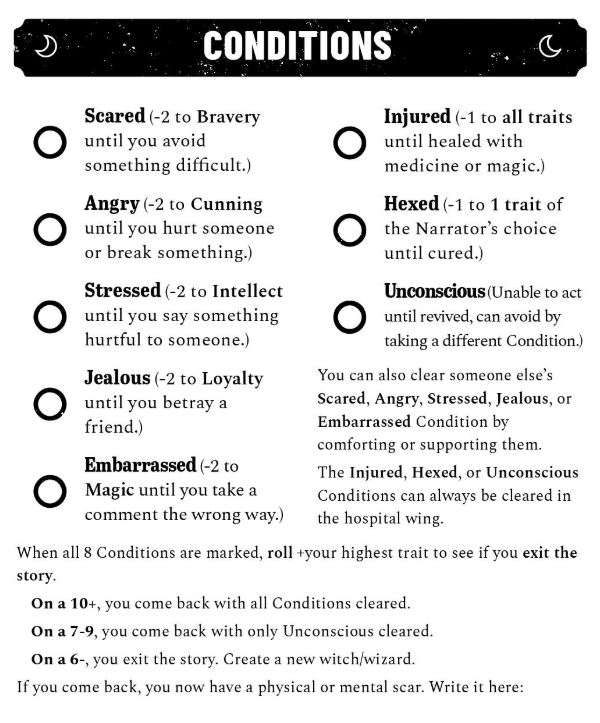 CONDITIONS
Scared (-2 to Bravery
until you avoid
something difficult.)
Angry (-2 to Cunning
until you hurt someone
or break something.)
Stressed (-2 to Intellect
until you say something
hurtful to someone.)
Jealous (-2 to Loyalty
until you betray a
friend.)
Embarrassed (-2 to
Magic until you take a
comment the wrong way.)
Injured (-1 to all traits
until healed with
medicine or magic.)
Hexed (-1 to 1 trait of
the Narrator’s choice
until cured.)
Unconscious (Unable to act
until revived, can avoid by
taking a different Condition.)
You can also clear someone else’s
Scared, Angry, Stressed, Jealous, or
Embarrassed Condition by
comforting or supporting them.
The Injured, Hexed, or Unconscious
Conditions can always be cleared in
the hospital wing.
When all 8 Conditions are marked, roll +your highest trait to see if you exit the
story.
On a 10+, you come back with all Conditions cleared.
On a 7-9, you come back with only Unconscious cleared.
On a 6-, you exit the story. Create a new witch/wizard.
If you come back, you now have a physical or mental scar. Write it here: